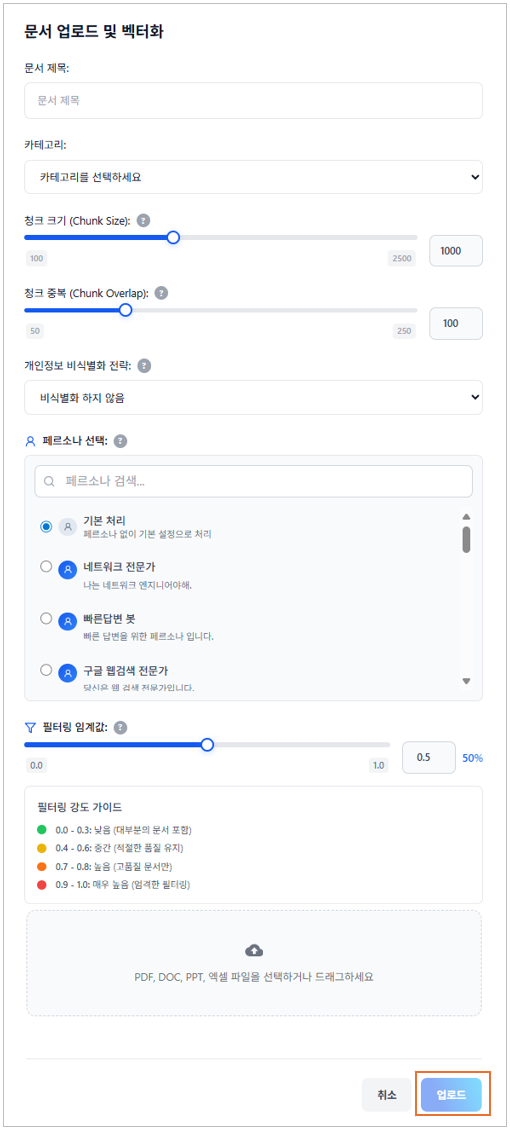 문서 업로드 및 벡터화
문서 제목:
문서 제목
카테고리:
카테고리를 선택하세요
청크 크기 (Chunk Size): ?
1000
100 2500
청크 중복 (Chunk Overlap): ?
100
50 250
개인정보 비식별화 전략: ?
비식별화 하지 않음
페르소나 선택: ?
페르소나 검색...
기본 처리
페르소나 없이 기본 설정으로 처리
네트워크 전문가
나는 네트워크 엔지니어야해.
빠른답변 봇
빠른 답변을 위한 페르소나 입니다.
구글 웹검색 전문가
당신은 웹 검색 전문가입니다.
필터링 임계값: ?
0.5 50%
0.0 1.0
필터링 강도 가이드
0.0 - 0.3: 낮음 (대부분의 문서 포함)
0.4 - 0.6: 중간 (적절한 품질 유지)
0.7 - 0.8: 높음 (고품질 문서만)
0.9 - 1.0: 매우 높음 (엄격한 필터링)
PDF, DOC, PPT, 엑셀 파일을 선택하거나 드래그하세요
취소 업로드